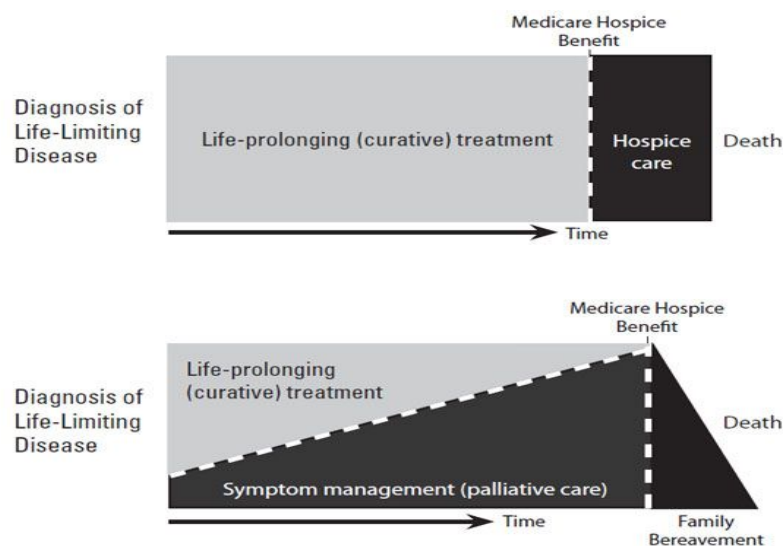 Medicare Hospice
Benefit
Diagnosis of
Life-Limiting
Disease
Life-prolonging (curative) treatment
Hospice
care
Death
Time
Medicare Hospice
Benefit
Life-prolonging
(curative) treatment
Diagnosis of
Life-Limiting
Disease
Death
Symptom management (palliative care)
Time
Family
Bereavement